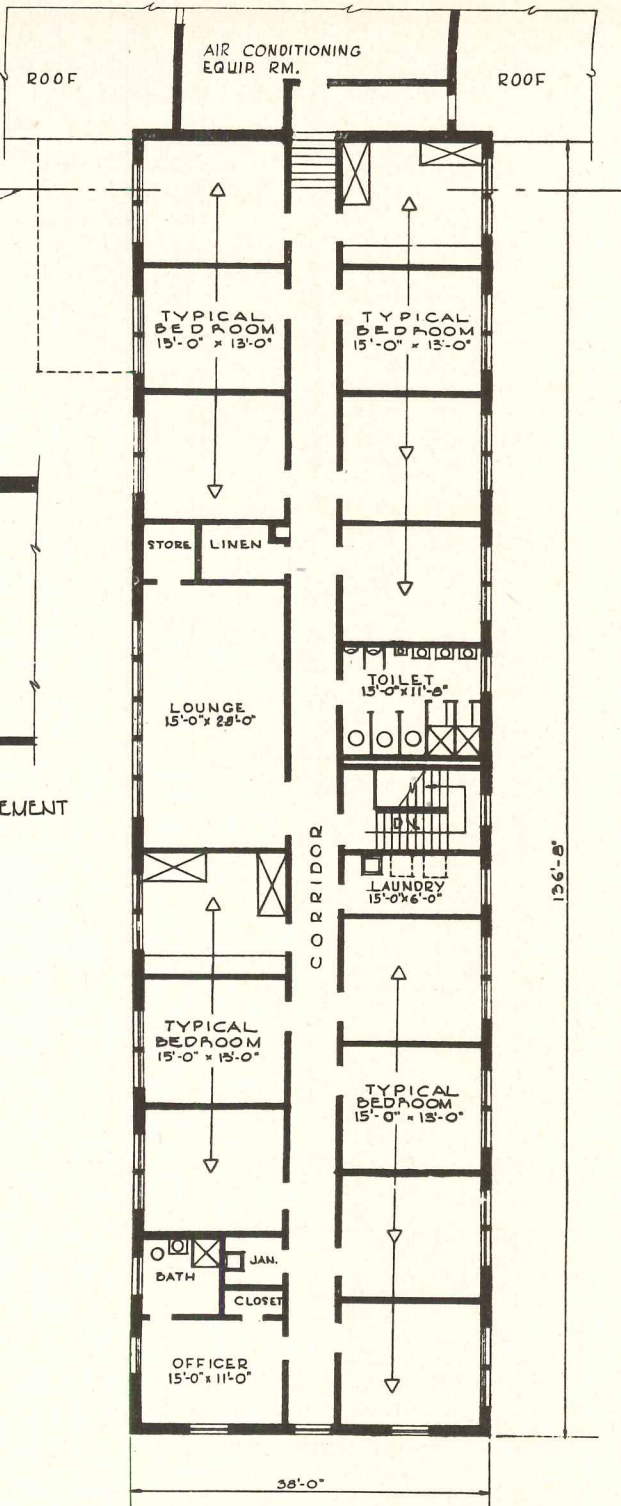 AIR CONDITIONING
EQUIP. RM.
ROOF
ROOF
TYPICAL
BEDROOM
15'-0" x 13'-0"
TYPICAL
BEDROOM
15'-0" x 13'-0"
STORE
LINEN
TOILET
15'-0" x 11'-8"
LOUNGE
15'-0" x 28'-0"
EMENT
DN.
CORRIDOR
LAUNDRY
15'-0" x 6'-0"
136'-8"
TYPICAL
BEDROOM
15'-0" x 13'-0"
TYPICAL
BEDROOM
15'-0" x 13'-0"
BATH
JAN.
CLOSET
OFFICER
15'-0" x 11'-0"
38'-0"